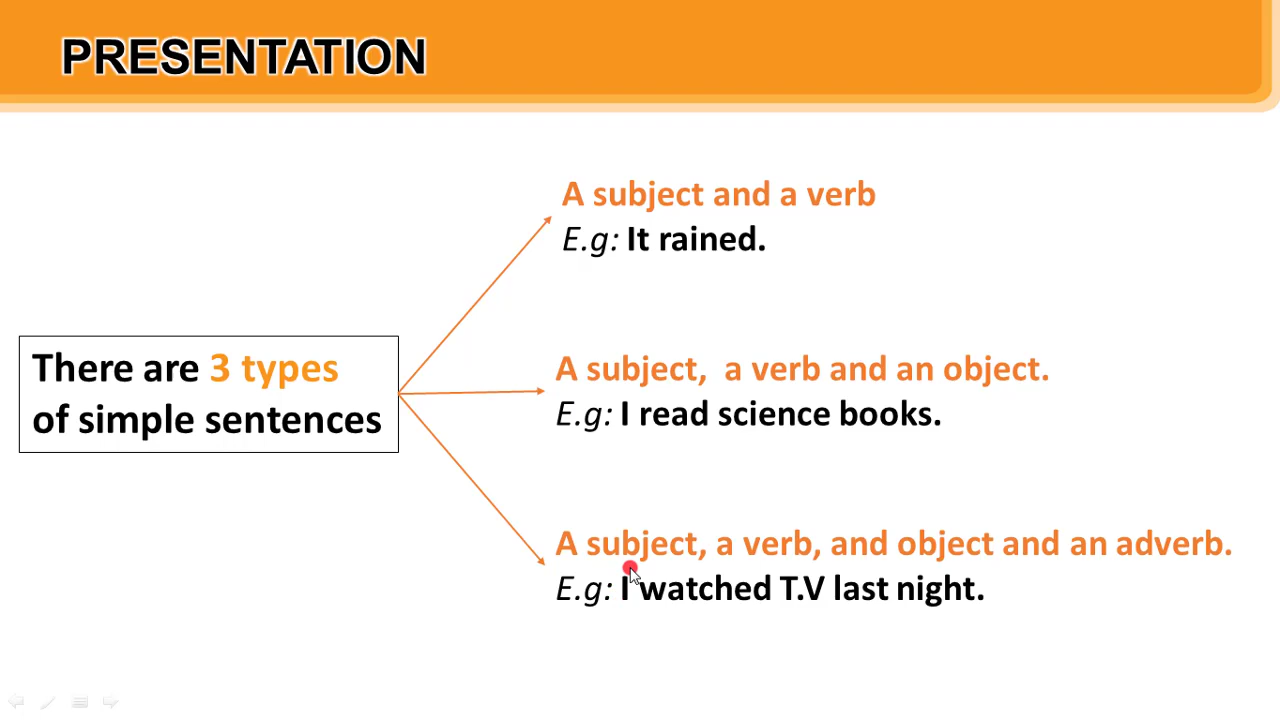 PRESENTATION
A subject and a verb
E.g: It rained.
There are 3 types
of simple sentences
A subject, a verb and an object.
E.g: I read science books.
A subject, a verb, and object and an adverb.
E.g: I watched T.V last night.